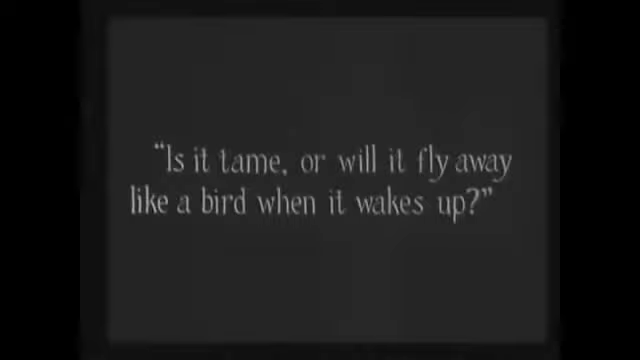 “Is it tame, or will it fly away
like a bird when it wakes up?”